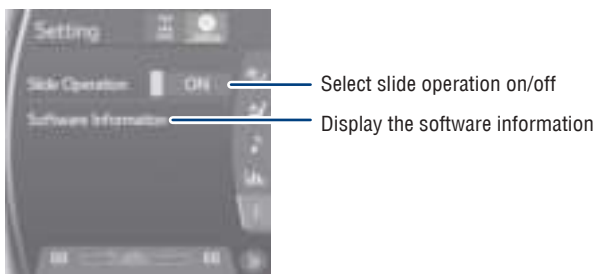 Setting
Slide Operation ON
Select slide operation on/off
Software Information
Display the software information